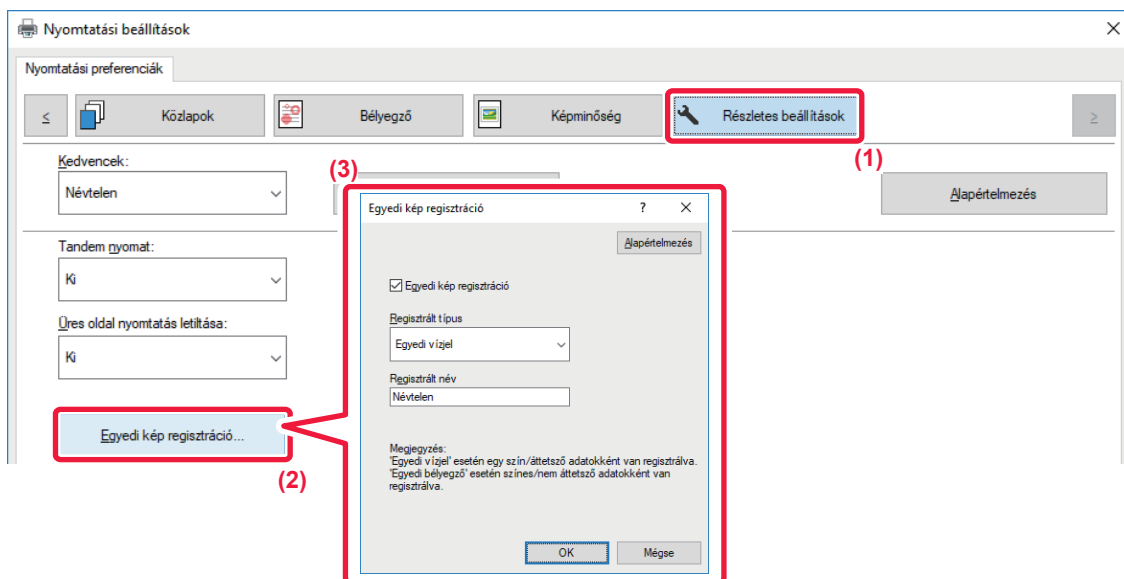 Nyomtatási beállítások
Nyomtatási preferenciák
<
Közlapok
Bélyegző
Képminőség
Részletes beállítások
>
(1)
Kedvencek:
Névtelen
(3)
Alapértelmezés
Tandem nyomat:
Ki
Üres oldal nyomtatás letiltása:
Ki
Egyedi kép regisztráció...
(2)
Egyedi kép regisztráció
?
Alapértelmezés
Egyedi kép regisztráció
Regisztrált típus
Egyedi vízjel
Regisztrált név
Névtelen
Megjegyzés:
'Egyedi vízjel' esetén egy szín/áttetsző adatokként van regisztrálva.
'Egyedi bélyegző' esetén színes/nem áttetsző adatokként van
regisztrálva.
OK
Mégse